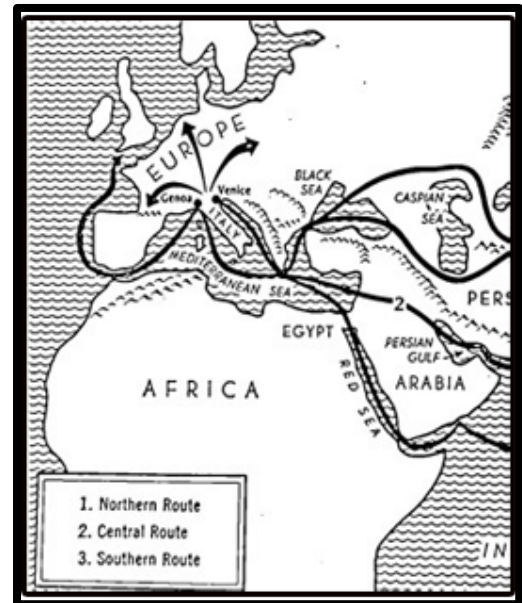 EUROPE
BLACK
SEA
CASPIAN
SEA
Genoa
Venice
ITALY
MEDITERRANEAN SEA
2
PERS
EGYPT
PERSIAN
GULF
RED SEA
ARABIA
AFRICA
1. Northern Route
2. Central Route
3. Southern Route
IN